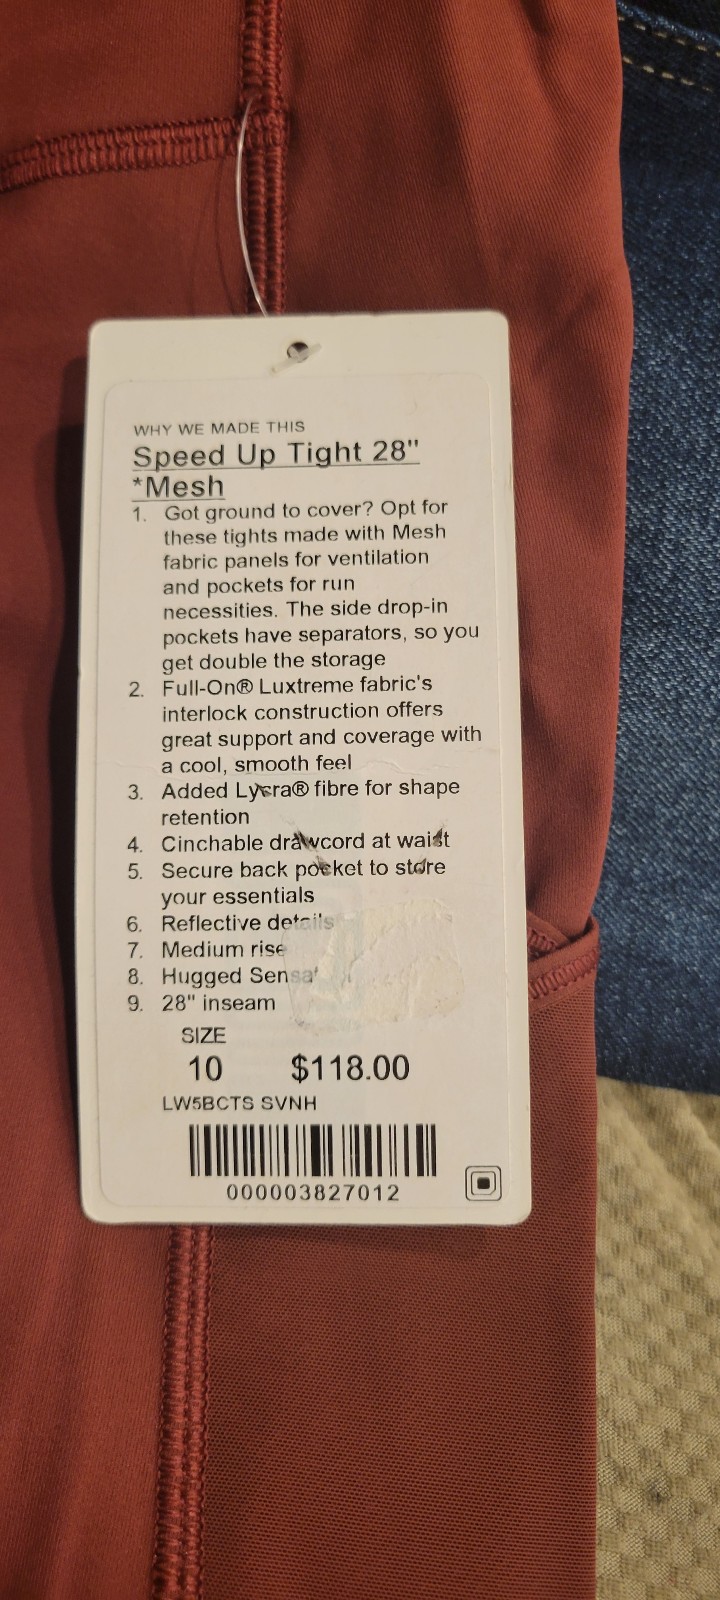 WHY WE MADE THIS
Speed Up Tight 28"
*Mesh
1. Got ground to cover? Opt for
these tights made with Mesh
fabric panels for ventilation
and pockets for run
necessities. The side drop-in
pockets have separators, so you
get double the storage
2. Full-On® Luxtreme fabric's
interlock construction offers
great support and coverage with
a cool, smooth feel
3. Added Lycra® fibre for shape
retention
4. Cinchable drawcord at waist
5. Secure back pocket to store
your essentials
6. Reflective details
7. Medium rise
8. Hugged
9. 28" inseam
SIZE
10 $118.00
LW5BCTS SVNH
000003827012